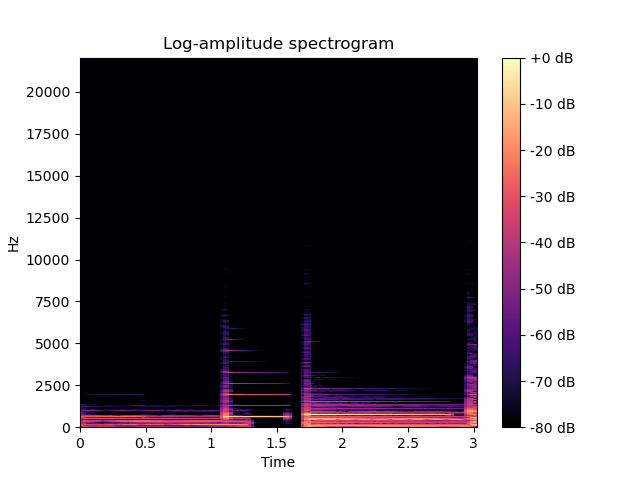 Log-amplitude spectrogram
Hz
20000
17500
15000
12500
10000
7500
5000
2500
0
0 0.5 1 1.5 2 2.5 3
Time
+0 dB
-10 dB
-20 dB
-30 dB
-40 dB
-50 dB
-60 dB
-70 dB
-80 dB